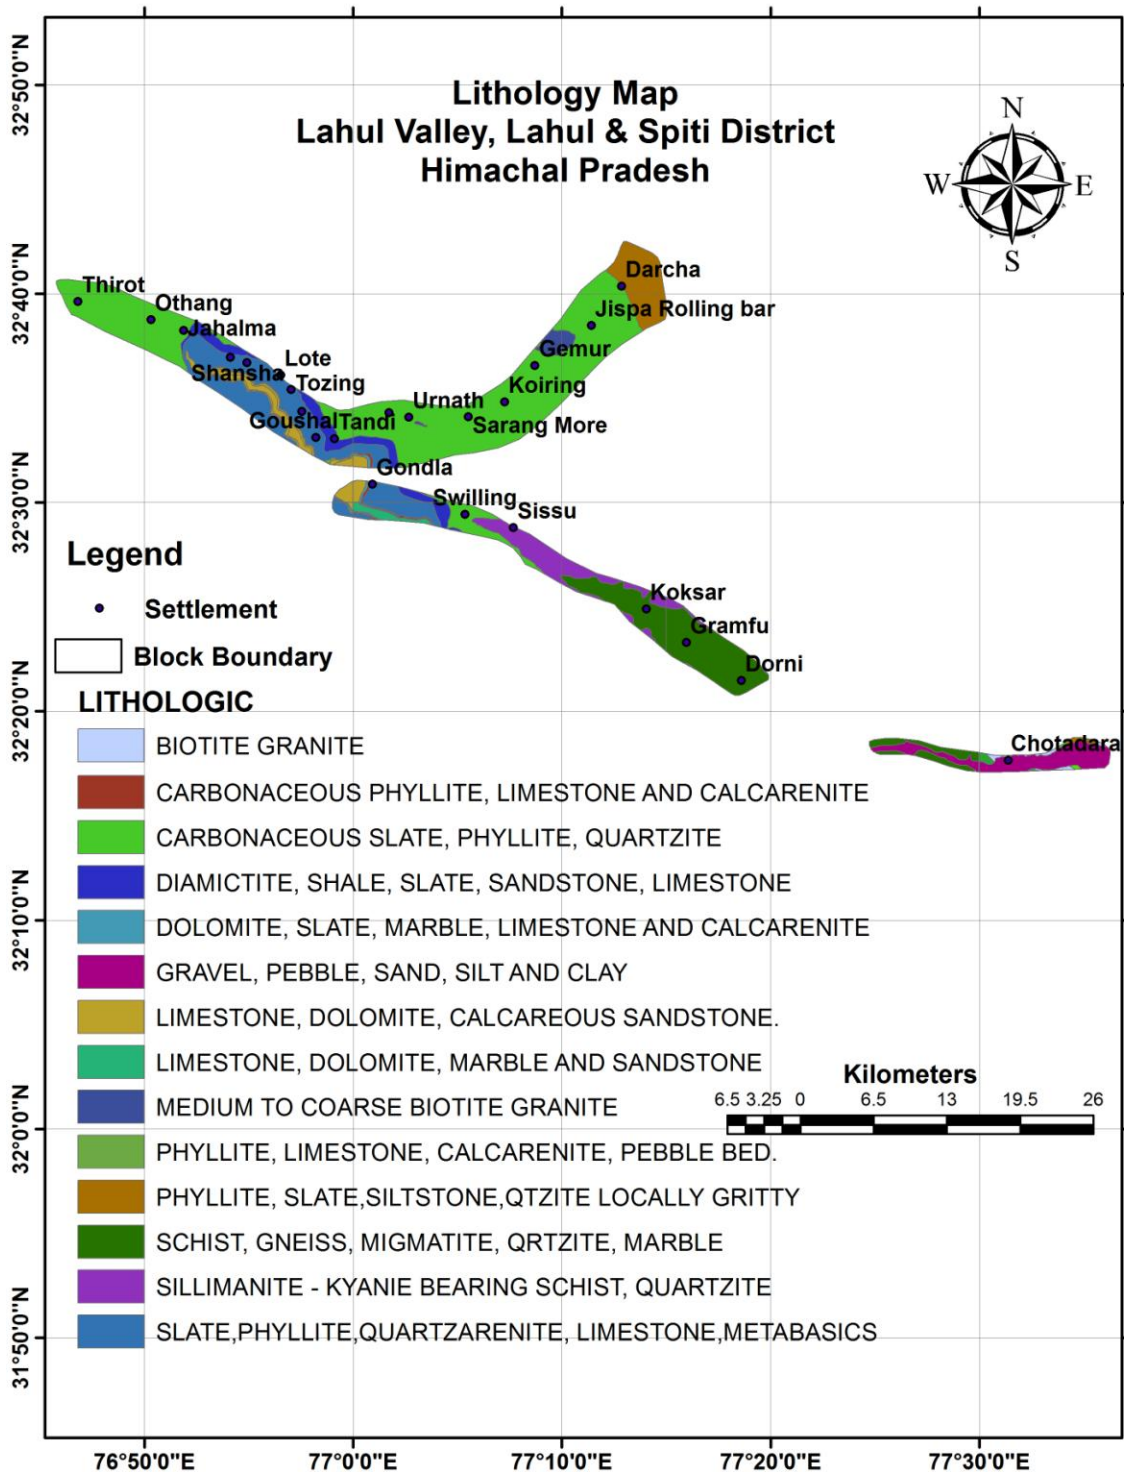 Lithology Map
Lahul Valley, Lahul & Spiti District
Himachal Pradesh
N
W
E
S
32°50'0"N
32°40'0"N
32°30'0"N
32°20'0"N
32°10'0"N
32°0'0"N
31°50'0"N
Thirot
Othang
Jahalma
Shansha
Lote
Tozing
Goushal
Tandi
Urnath
Darcha
Jispa Rolling bar
Gemur
Koiring
Sarang More
Gondla
Swilling
Sissu
Koksar
Gramfu
Dorni
Chotadara
Legend
Settlement
Block Boundary
LITHOLOGIC
BIOTITE GRANITE
CARBONACEOUS PHYLLITE, LIMESTONE AND CALCARENITE
CARBONACEOUS SLATE, PHYLLITE, QUARTZITE
DIAMICTITE, SHALE, SLATE, SANDSTONE, LIMESTONE
DOLOMITE, SLATE, MARBLE, LIMESTONE AND CALCARENITE
GRAVEL, PEBBLE, SAND, SILT AND CLAY
LIMESTONE, DOLOMITE, CALCAREOUS SANDSTONE.
LIMESTONE, DOLOMITE, MARBLE AND SANDSTONE
MEDIUM TO COARSE BIOTITE GRANITE
PHYLLITE, LIMESTONE, CALCARENITE, PEBBLE BED.
PHYLLITE, SLATE,SILTSTONE,QTZITE LOCALLY GRITTY
SCHIST, GNEISS, MIGMATITE, QRTZITE, MARBLE
SILLIMANITE - KYANIE BEARING SCHIST, QUARTZITE
SLATE,PHYLLITE,QUARTZARENITE, LIMESTONE,METABASICS
Kilometers
6.5 3.25 0 6.5 13 19.5 26
76°50'0"E 77°0'0"E 77°10'0"E 77°20'0"E 77°30'0"E